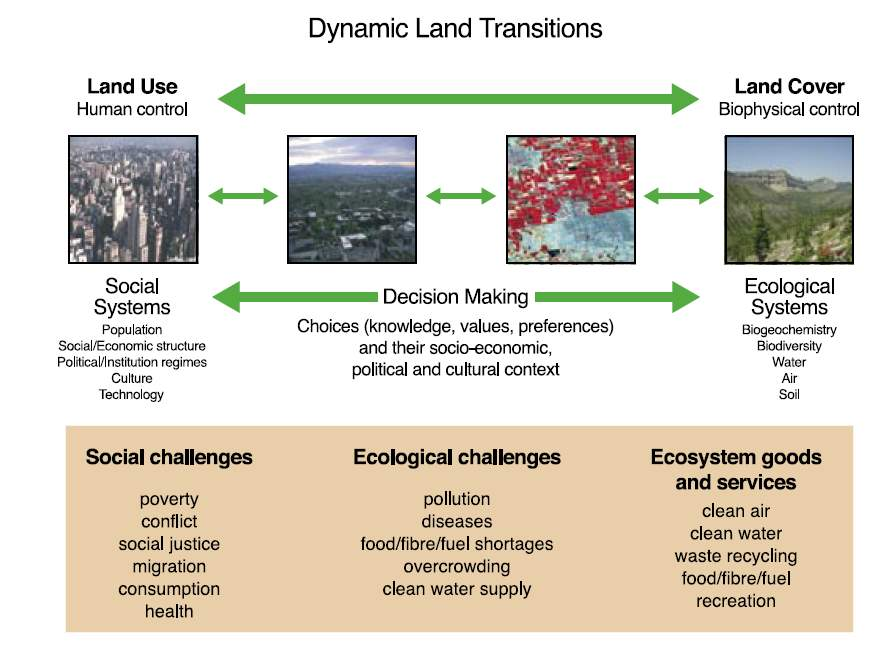 Dynamic Land Transitions
Land Use
Human control
Land Cover
Biophysical control
Social
Systems
Population
Social/Economic structure
Political/Institution regimes
Culture
Technology
Decision Making
Choices (knowledge, values, preferences)
and their socio-economic,
political and cultural context
Ecological
Systems
Biogeochemistry
Biodiversity
Water
Air
Soil
Social challenges
poverty
conflict
social justice
migration
consumption
health
Ecological challenges
pollution
diseases
food/fibre/fuel shortages
overcrowding
clean water supply
Ecosystem goods
and services
clean air
clean water
waste recycling
food/fibre/fuel
recreation